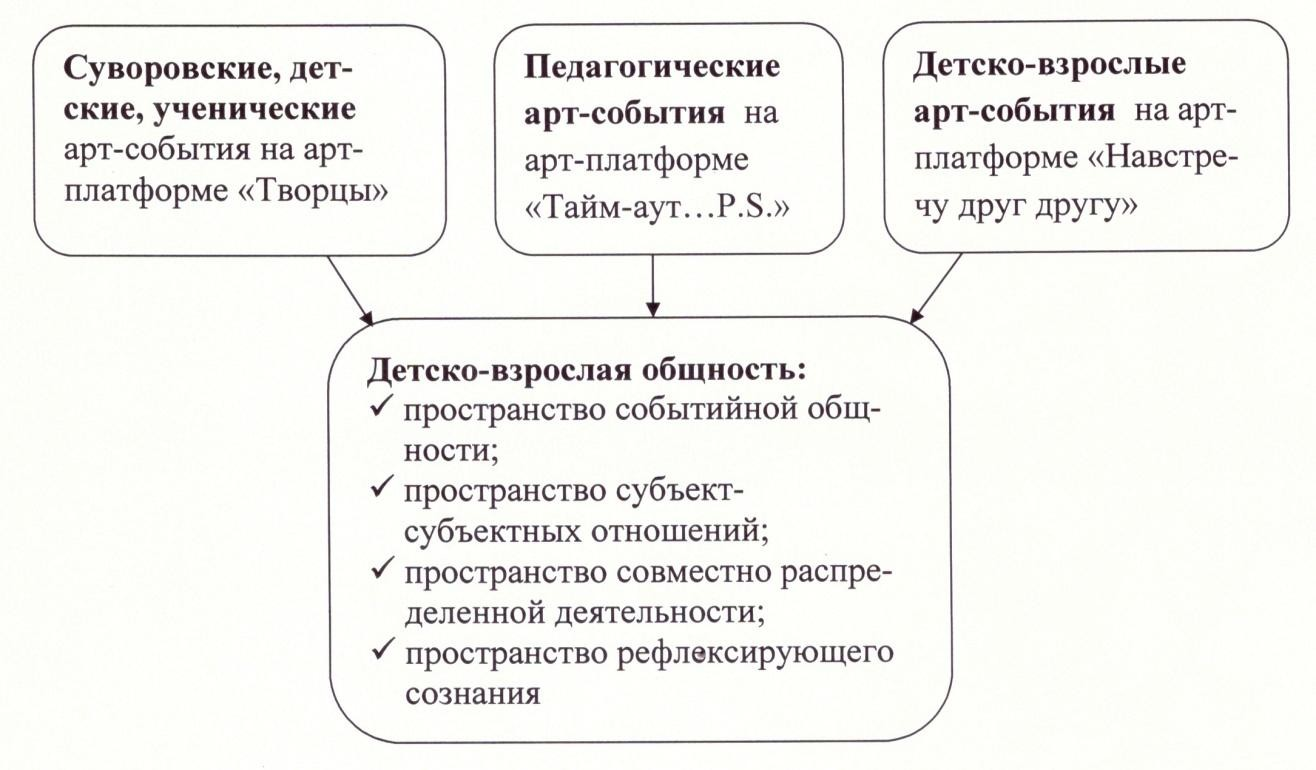 Суворовские, дет-
ские, ученические
арт-события на арт-
платформе «Творцы»
Педагогические
арт-события на
арт-платформе
«Тайм-аут…P.S.»
Детско-взрослые
арт-события на арт-
платформе «Навстре-
чу друг другу»
Детско-взрослая общность:
✓ пространство событийной общ-
ности;
✓ пространство субъект-
субъектных отношений;
✓ пространство совместно распре-
деленной деятельности;
✓ пространство рефлексирующего
сознания